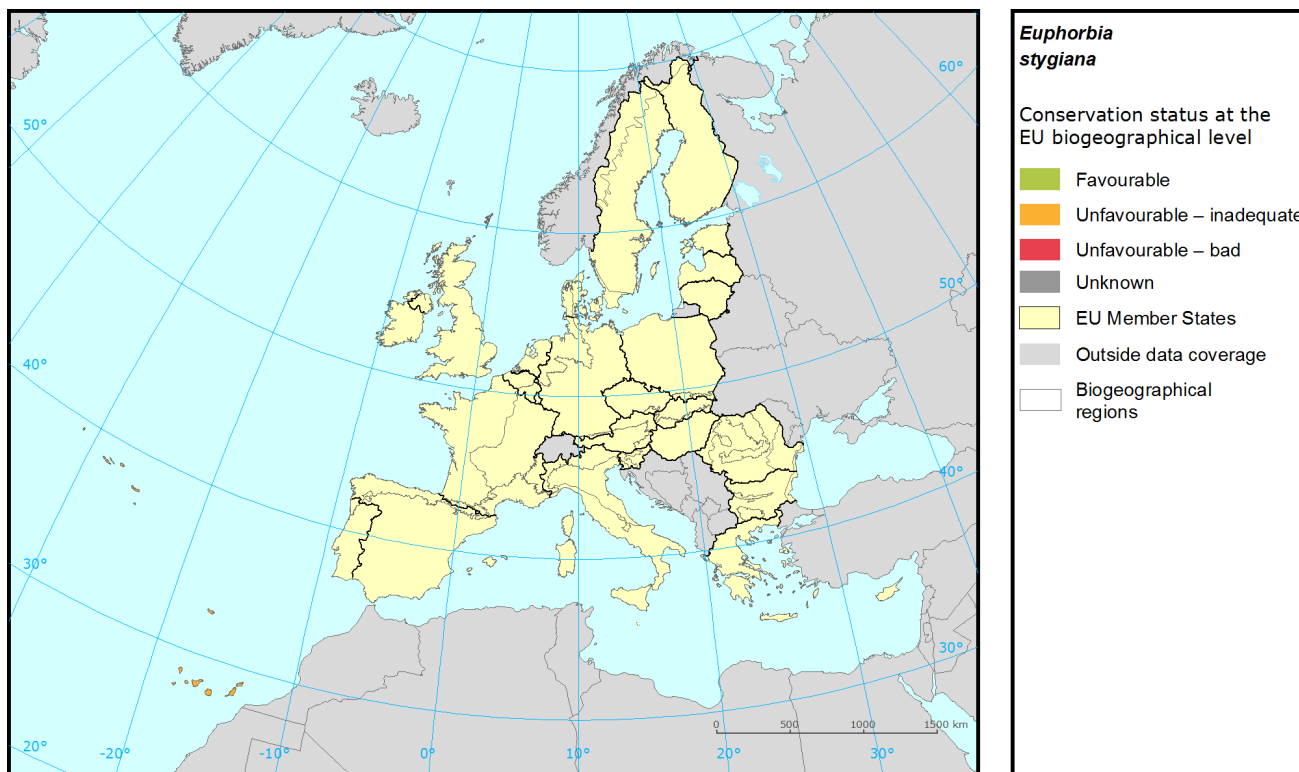 60°
50°
50°
40°
40°
30°
30°
20°
-20°
-10°
0°
10°
20°
30°
0 500 1000 1500 km
Euphorbia
stygiana
Conservation status at the
EU biogeographical level
Favourable
Unfavourable – inadequate
Unfavourable – bad
Unknown
EU Member States
Outside data coverage
Biogeographical
regions